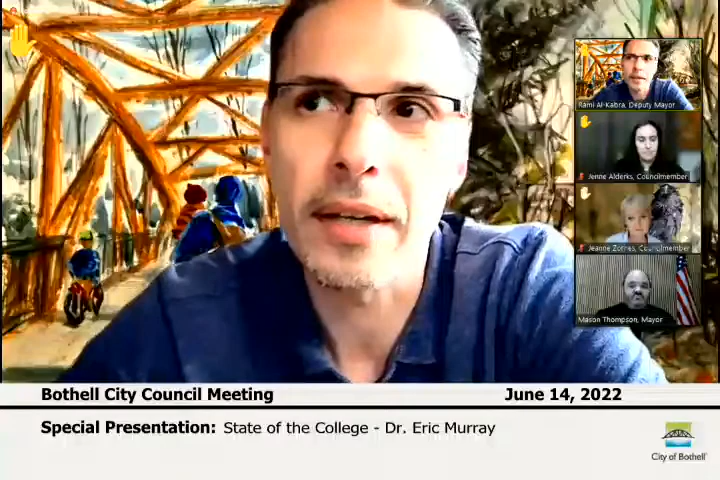 Rami Al-Kabra, Deputy Mayor
Jenne Alderks, Councilmember
Jeanne Zornes, Councilmember
Mason Thompson, Mayor
Bothell City Council Meeting
June 14, 2022
Special Presentation: State of the College - Dr. Eric Murray
City of Bothell